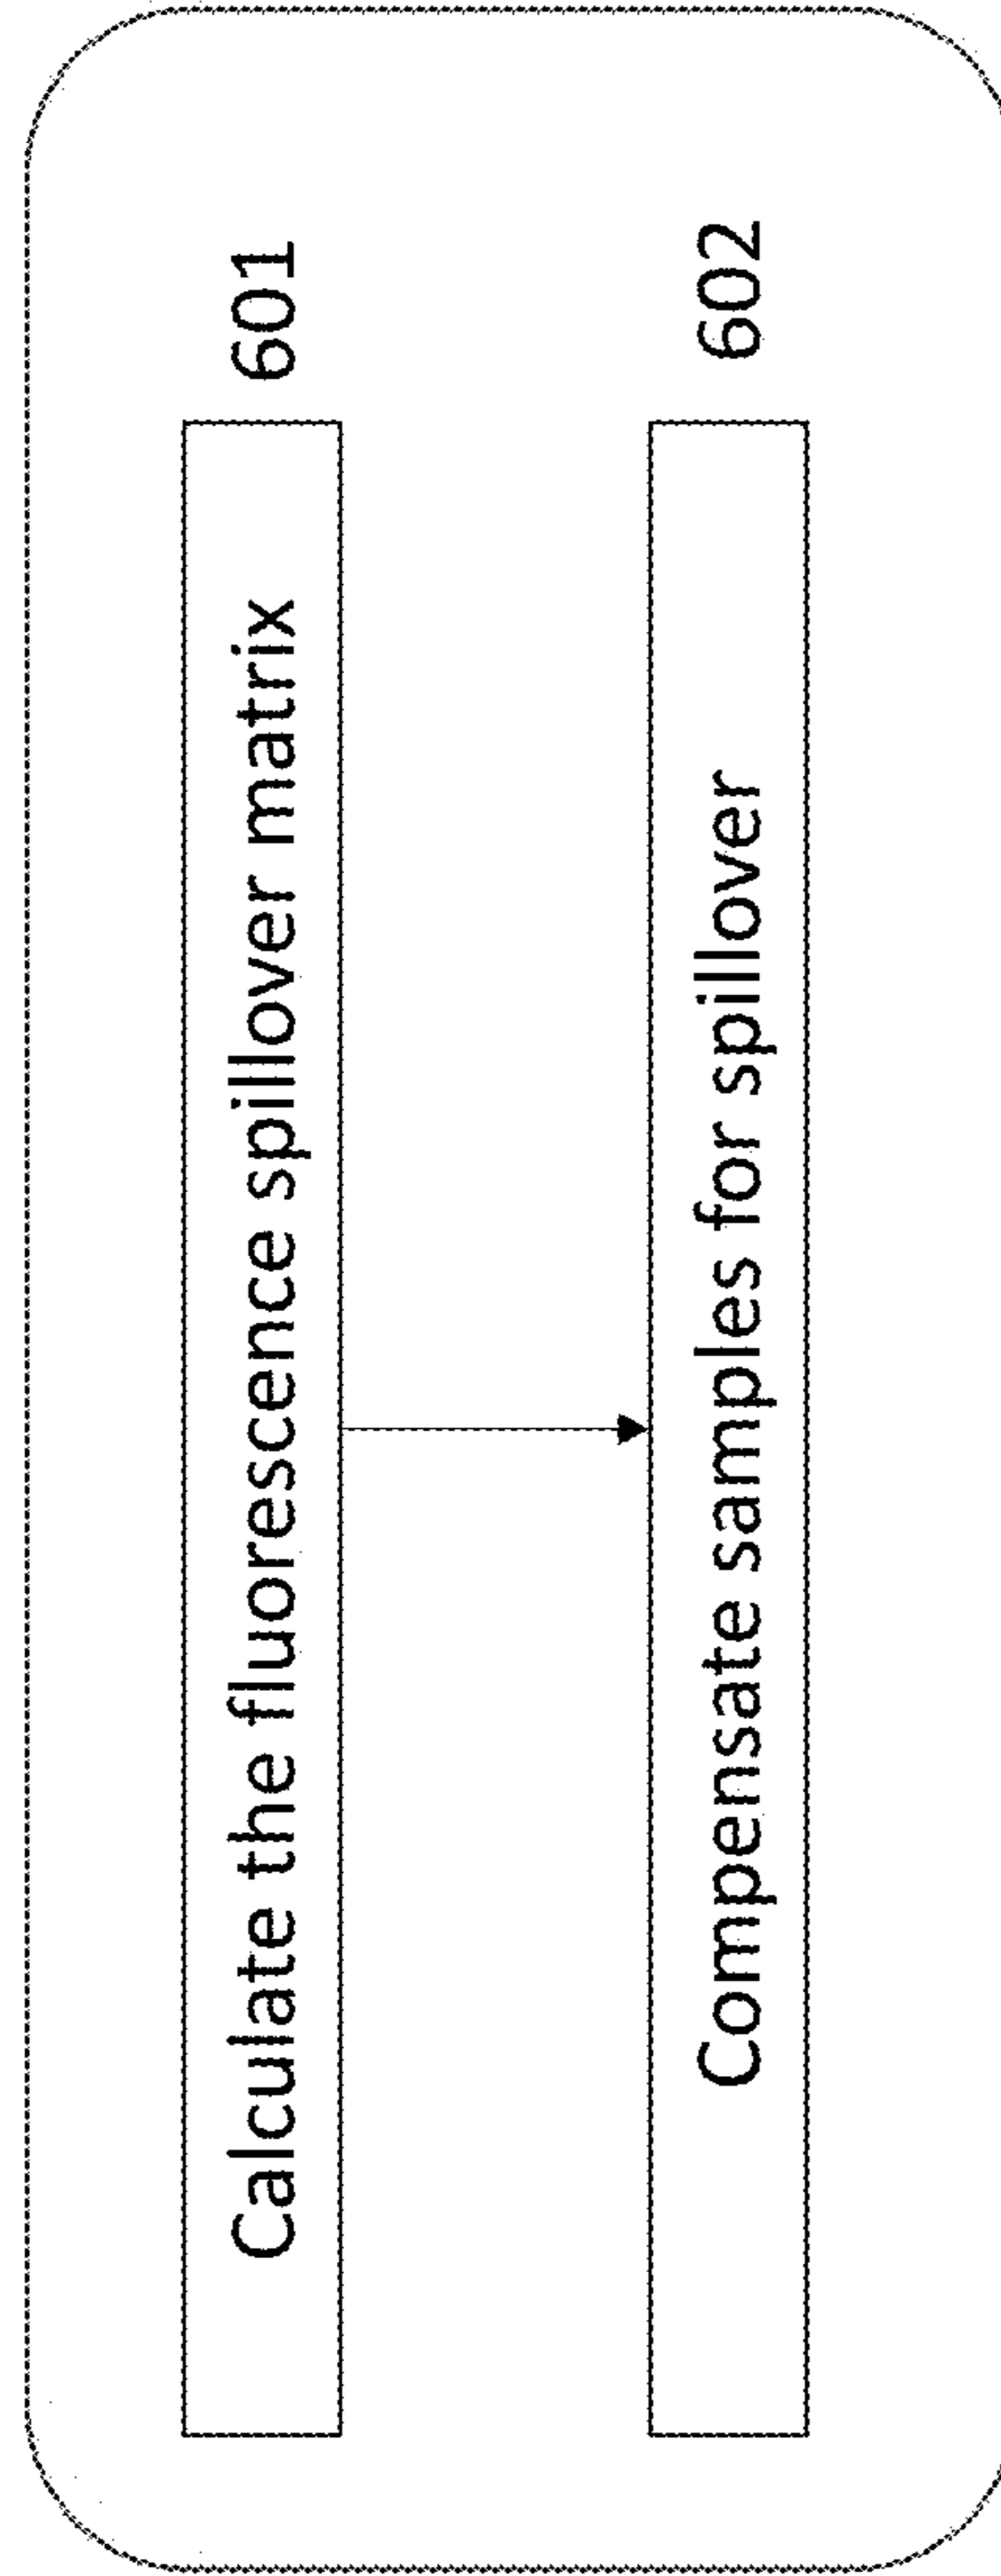 Calculate the fluorescence spillover matrix 601
Compensate samples for spillover 602